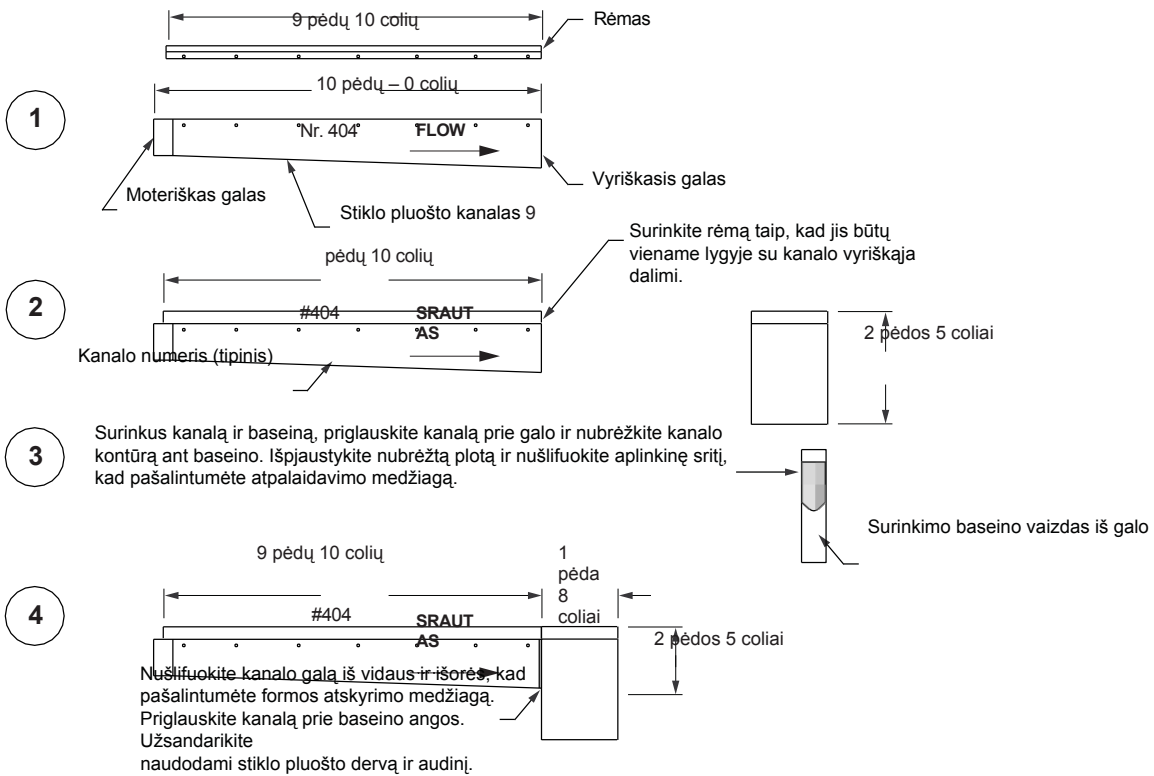 9 pėdų 10 colių
Rėmas
10 pėdų – 0 colių
1
Nr. 404
FLOW
Moteriškas galas
Vyriškasis galas
Stiklo pluošto kanalas 9
pėdų 10 colių
Surinkite rėmą taip, kad jis būtų
viename lygyje su kanalo vyriškąja
dalimi.
2
#404
SRAUT
AS
Kanalo numeris (tipinis)
2 pėdos 5 coliai
3
Surinkus kanalą ir baseiną, priglauskite kanalą prie galo ir nubrėžkite kanalo
kontūrą ant baseino. Išpjaustykite nubrėžtą plotą ir nušlifuokite aplinkinę sritį,
kad pašalintumėte atpalaidavimo medžiagą.
Surinkimo baseino vaizdas iš galo
9 pėdų 10 colių
1
pėda
8
coliai
4
#404
SRAUT
AS
2 pėdos 5 coliai
Nušlifuokite kanalo galą iš vidaus ir išorės, kad
pašalintumėte formos atskyrimo medžiagą.
Priglauskite kanalą prie baseino angos.
Užsandarikite
naudodami stiklo pluošto dervą ir audinį.